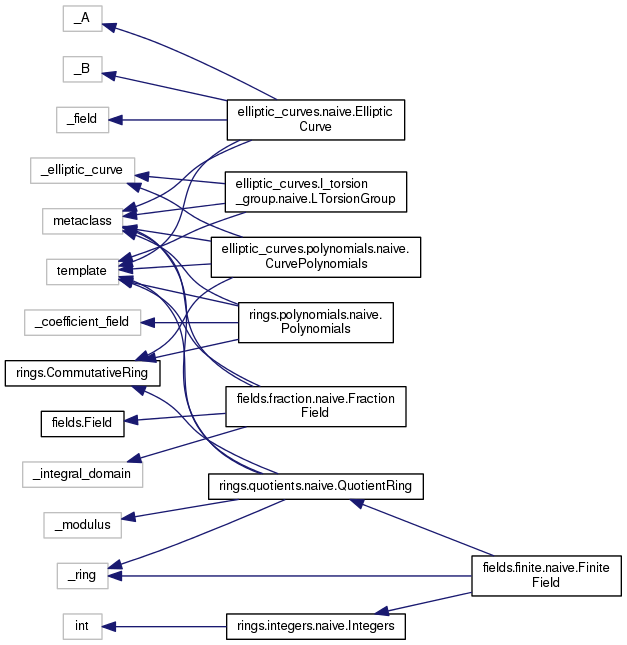 _A
_B
_field
_elliptic_curve
metaclass
template
_coefficient_field
rings.CommutativeRing
fields.Field
_integral_domain
_modulus
_ring
int
elliptic_curves.naive.Elliptic
Curve
elliptic_curves.l_torsion
_group.naive.LTorsionGroup
elliptic_curves.polynomials.naive.
CurvePolynomials
rings.polynomials.naive.
Polynomials
fields.fraction.naive.Fraction
Field
rings.quotients.naive.QuotientRing
rings.integers.naive.Integers
fields.finite.naive.Finite
Field